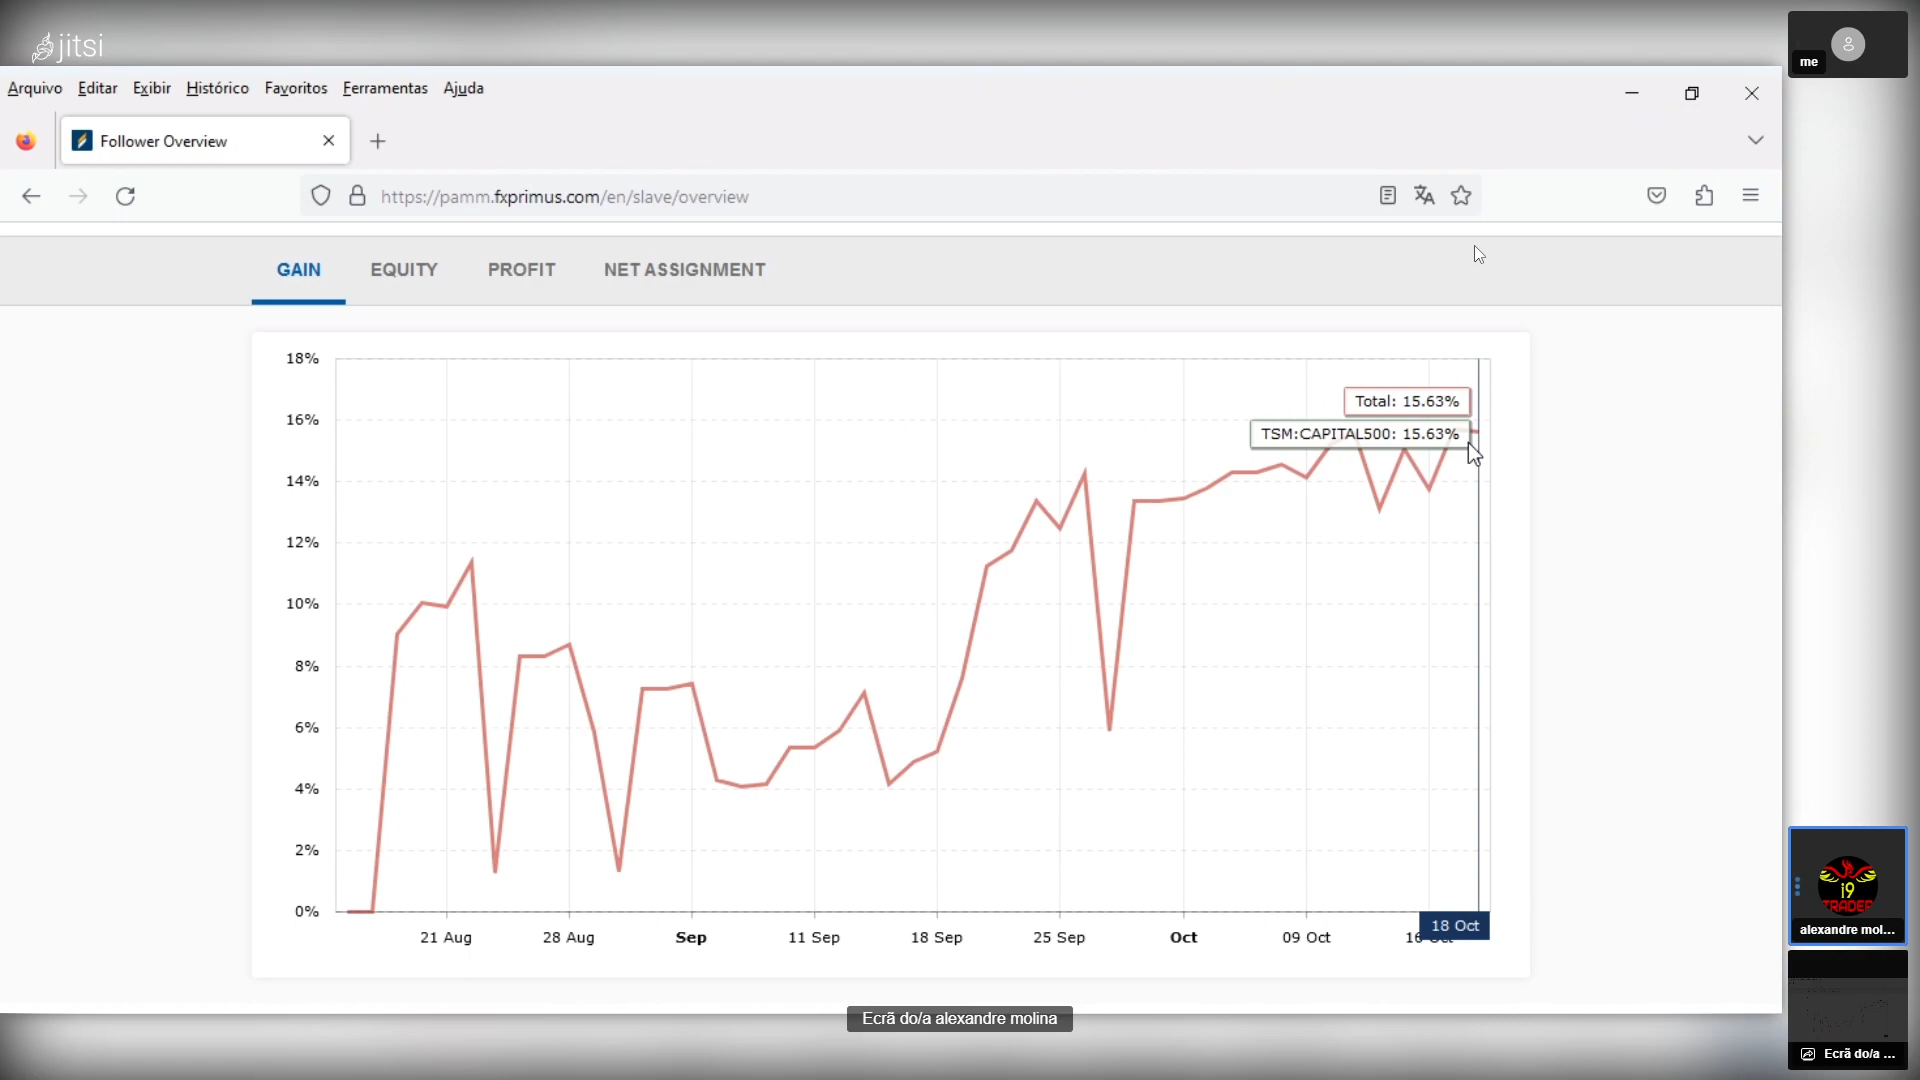 jitsi
me
Arquivo Editar Exibir Histórico Favoritos Ferramentas Ajuda
Follower Overview
https://pamm.fxprimus.com/en/slave/overview
GAIN EQUITY PROFIT NET ASSIGNMENT
18%
Total: 15.63%
16%
TSM:CAPITAL500: 15.63%
14%
12%
10%
8%
6%
4%
2%
0%
i9
TRADER
alexandre mol...
18 Oct
21 Aug 28 Aug Sep 11 Sep 18 Sep 25 Sep Oct 09 Oct
Ecrã do/a alexandre molina
Ecrã do/a ...